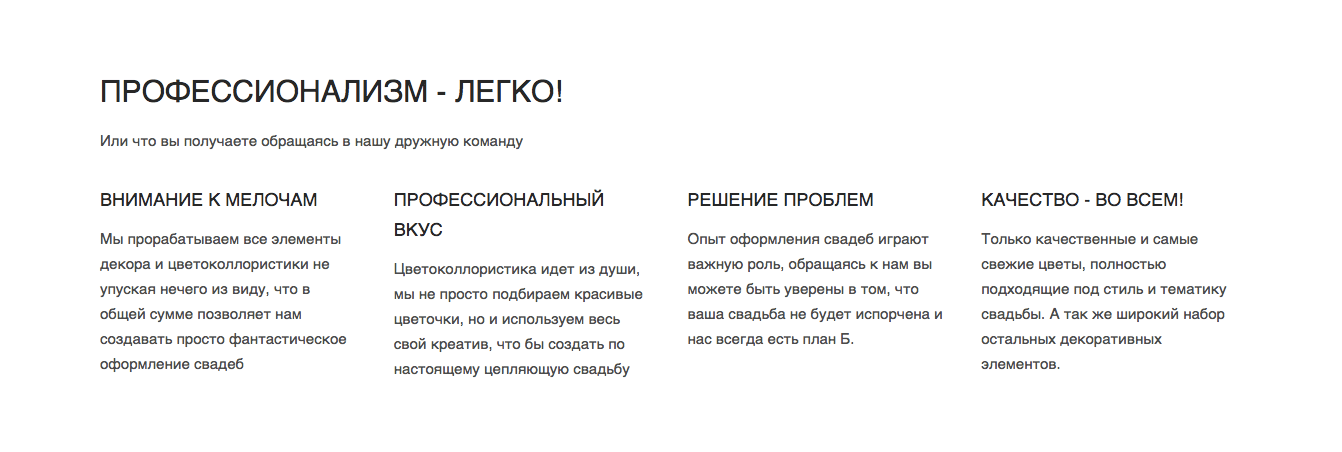 ПРОФЕССИОНАЛИЗМ - ЛЕГКО!
Или что вы получаете обращаясь в нашу дружную команду
ВНИМАНИЕ К МЕЛОЧАМ
Мы прорабатываем все элементы
декора и цветоколлористики не
упуская нечего из виду, что в
общей сумме позволяет нам
создавать просто фантастическое
оформление свадеб
ПРОФЕССИОНАЛЬНЫЙ
ВКУС
Цветоколлористика идет из души,
мы не просто подбираем красивые
цветочки, но и используем весь
свой креатив, что бы создать по
настоящему цепляющую свадьбу
РЕШЕНИЕ ПРОБЛЕМ
Опыт оформления свадеб играют
важную роль, обращаясь к нам вы
можете быть уверены в том, что
ваша свадьба не будет испорчена и
нас всегда есть план Б.
КАЧЕСТВО - ВО ВСЕМ!
Только качественные и самые
свежие цветы, полностью
подходящие под стиль и тематику
свадьбы. А так же широкий набор
остальных декоративных
элементов.